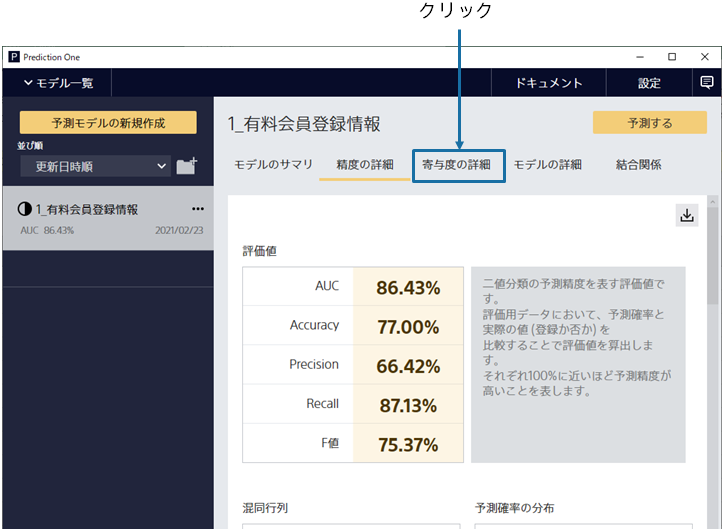 クリック
P Prediction One
モデル一覧
ドキュメント
設定
予測モデルの新規作成
並び順
更新日時順
1_有料会員登録情報
AUC 86.43%
2021/02/23
1_有料会員登録情報
予測する
モデルのサマリ
精度の詳細
寄与度の詳細
モデルの詳細
結合関係
評価値
AUC 86.43%
Accuracy 77.00%
Precision 66.42%
Recall 87.13%
F値 75.37%
二値分類の予測精度を表す評価値で
す。
評価用データにおいて、予測確率と
実際の値 (登録か否か) を
比較することで評価値を算出しま
す。
それぞれ100%に近いほど予測精度が
高いことを表します。
混同行列
予測確率の分布